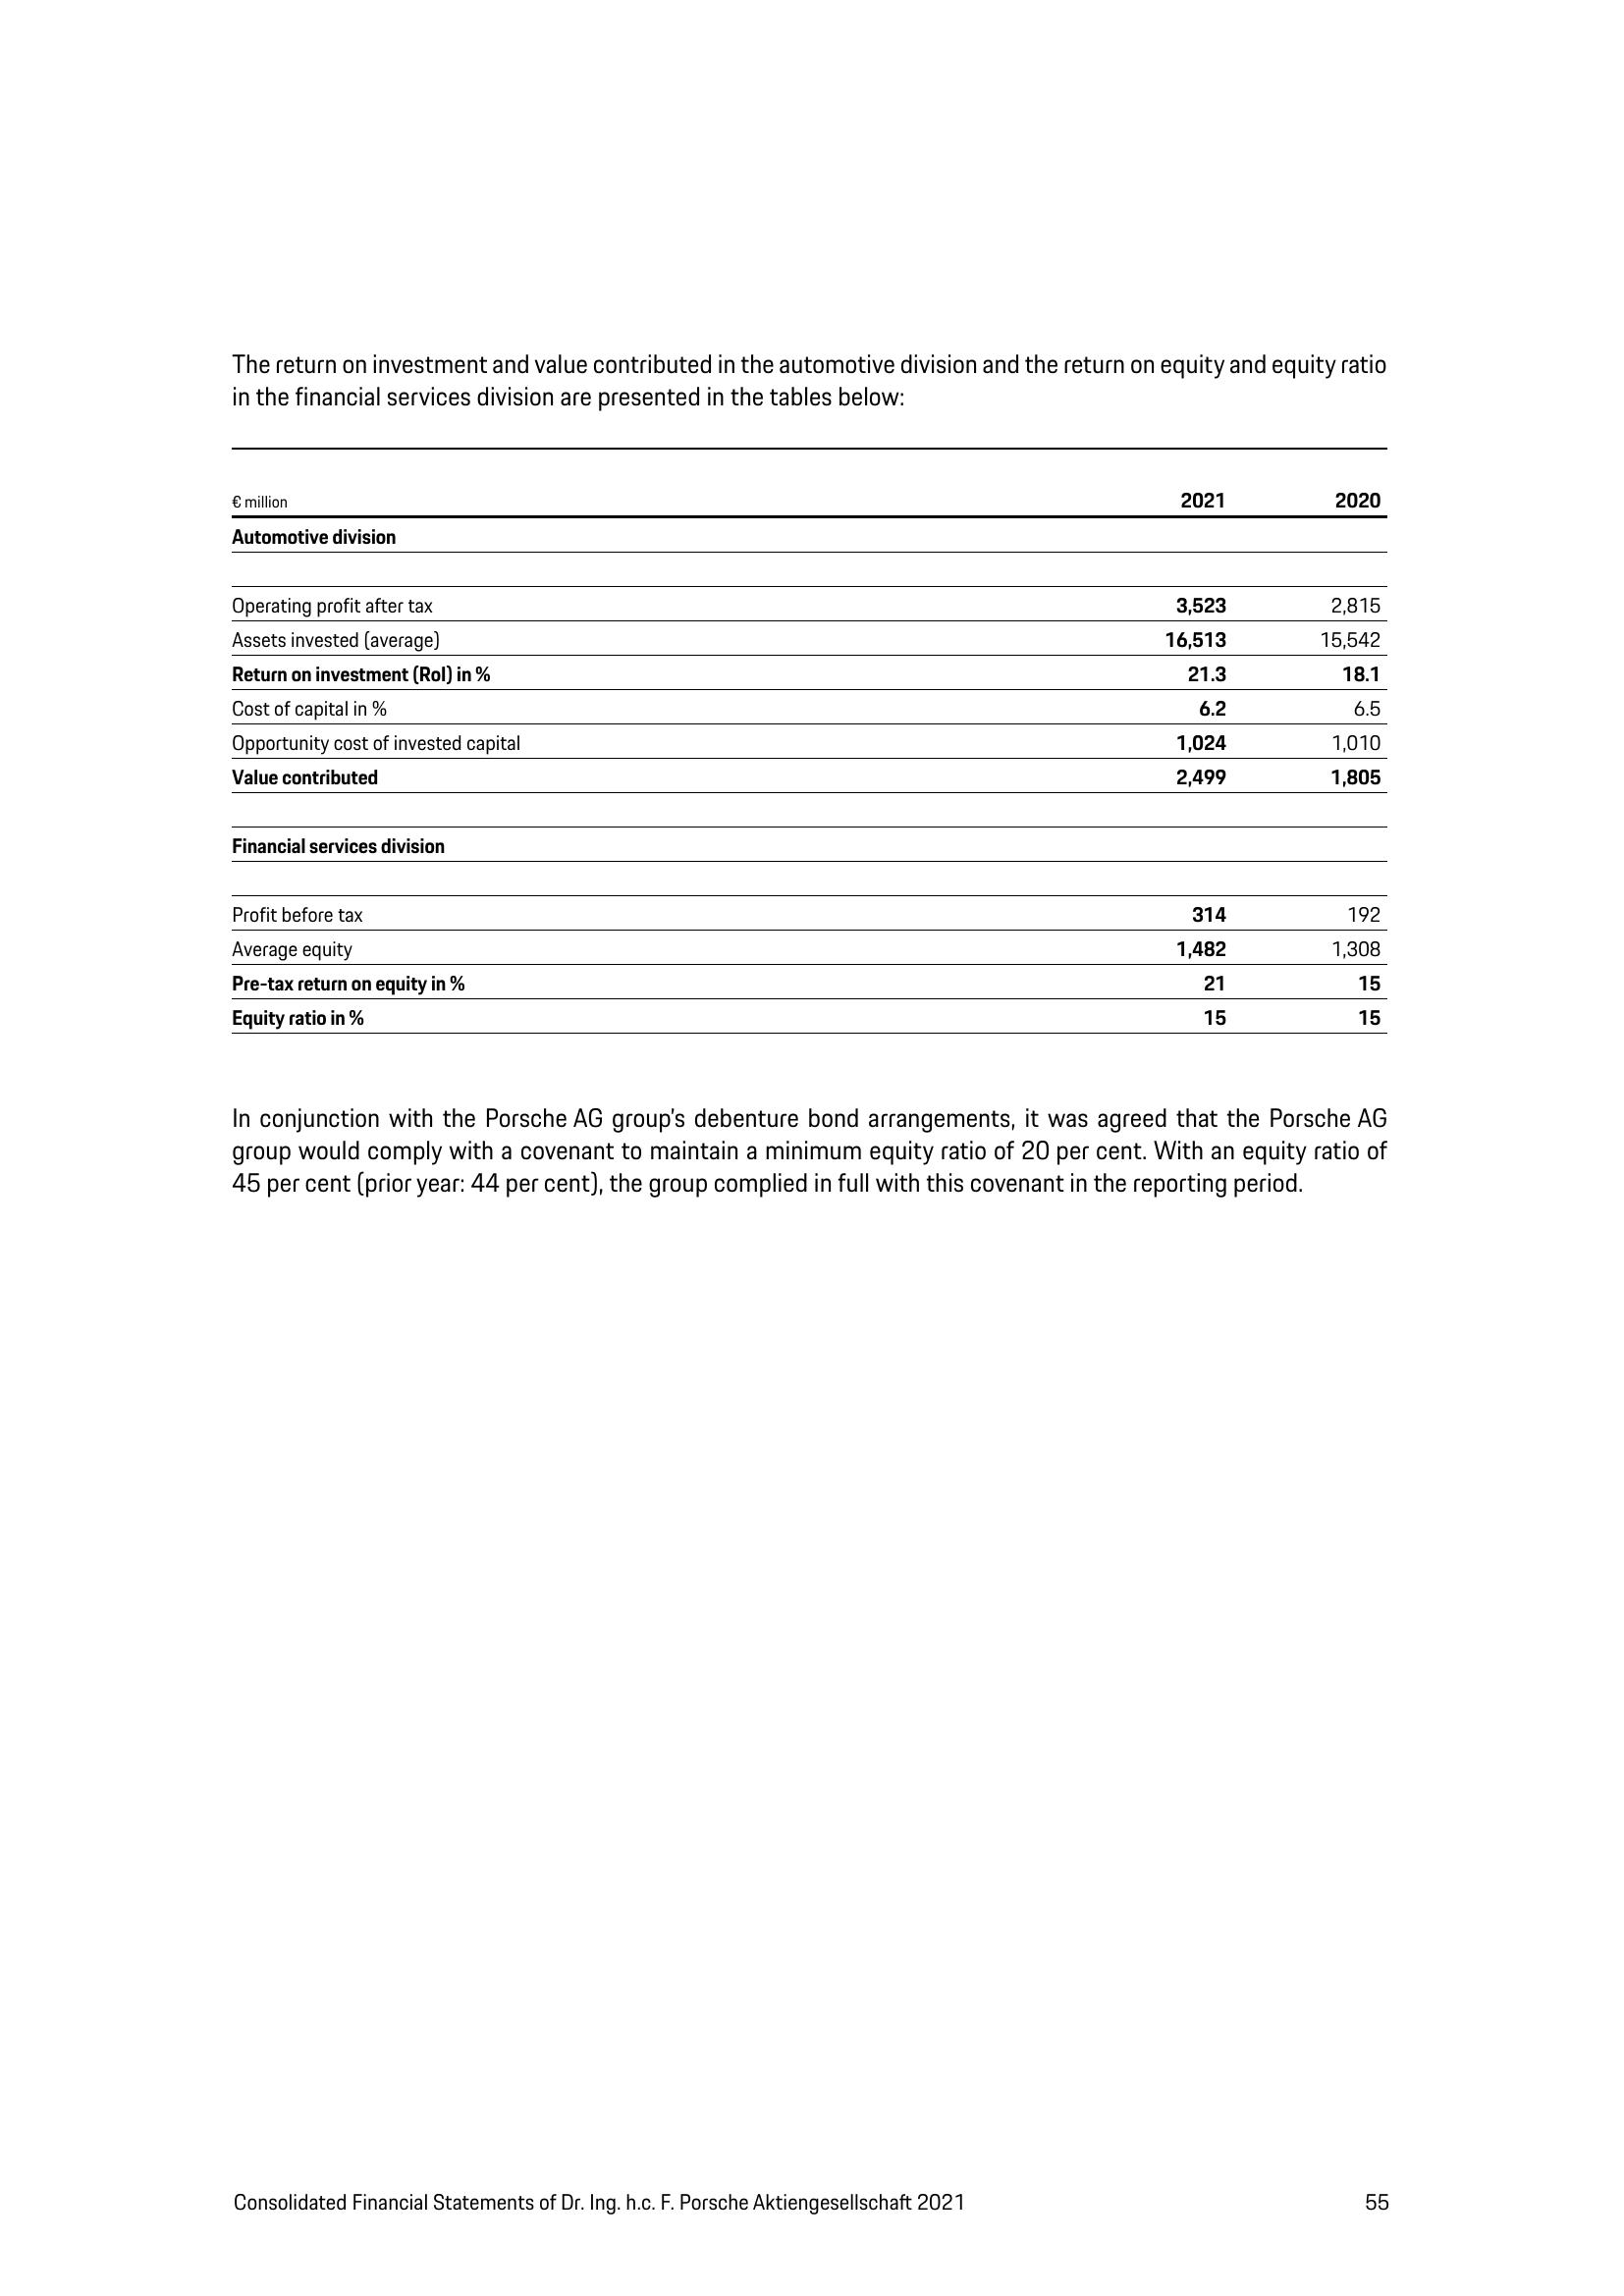 The return on investment and value contributed in the automotive division and the return on equity and equity ratio
in the financial services division are presented in the tables below:
€ million 2021 2020
Automotive division
Operating profit after tax 3,523 2,815
Assets invested (average) 16,513 15,542
Return on investment (RoI) in % 21.3 18.1
Cost of capital in % 6.2 6.5
Opportunity cost of invested capital 1,024 1,010
Value contributed 2,499 1,805
Financial services division
Profit before tax 314 192
Average equity 1,482 1,308
Pre-tax return on equity in % 21 15
Equity ratio in % 15 15
In conjunction with the Porsche AG group's debenture bond arrangements, it was agreed that the Porsche AG
group would comply with a covenant to maintain a minimum equity ratio of 20 per cent. With an equity ratio of
45 per cent (prior year: 44 per cent), the group complied in full with this covenant in the reporting period.
Consolidated Financial Statements of Dr. Ing. h.c. F. Porsche Aktiengesellschaft 2021 55